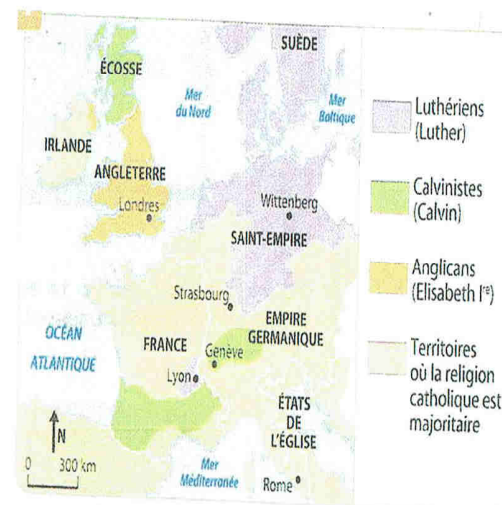 SUÈDE
ÉCOSSE
Mer
du Nord
Mer
Baltique
IRLANDE
ANGLETERRE
Londres
Wittenberg
SAINT-EMPIRE
Strasbourg
EMPIRE
GERMANIQUE
OCÉAN
ATLANTIQUE
FRANCE
Genève
Lyon
ÉTATS
DE
L'ÉGLISE
N
0 300 km
Mer
Méditerranée
Rome
Luthériens
(Luther)
Calvinistes
(Calvin)
Anglicans
(Elisabeth Iʳᵉ)
Territoires
où la religion
catholique est
majoritaire